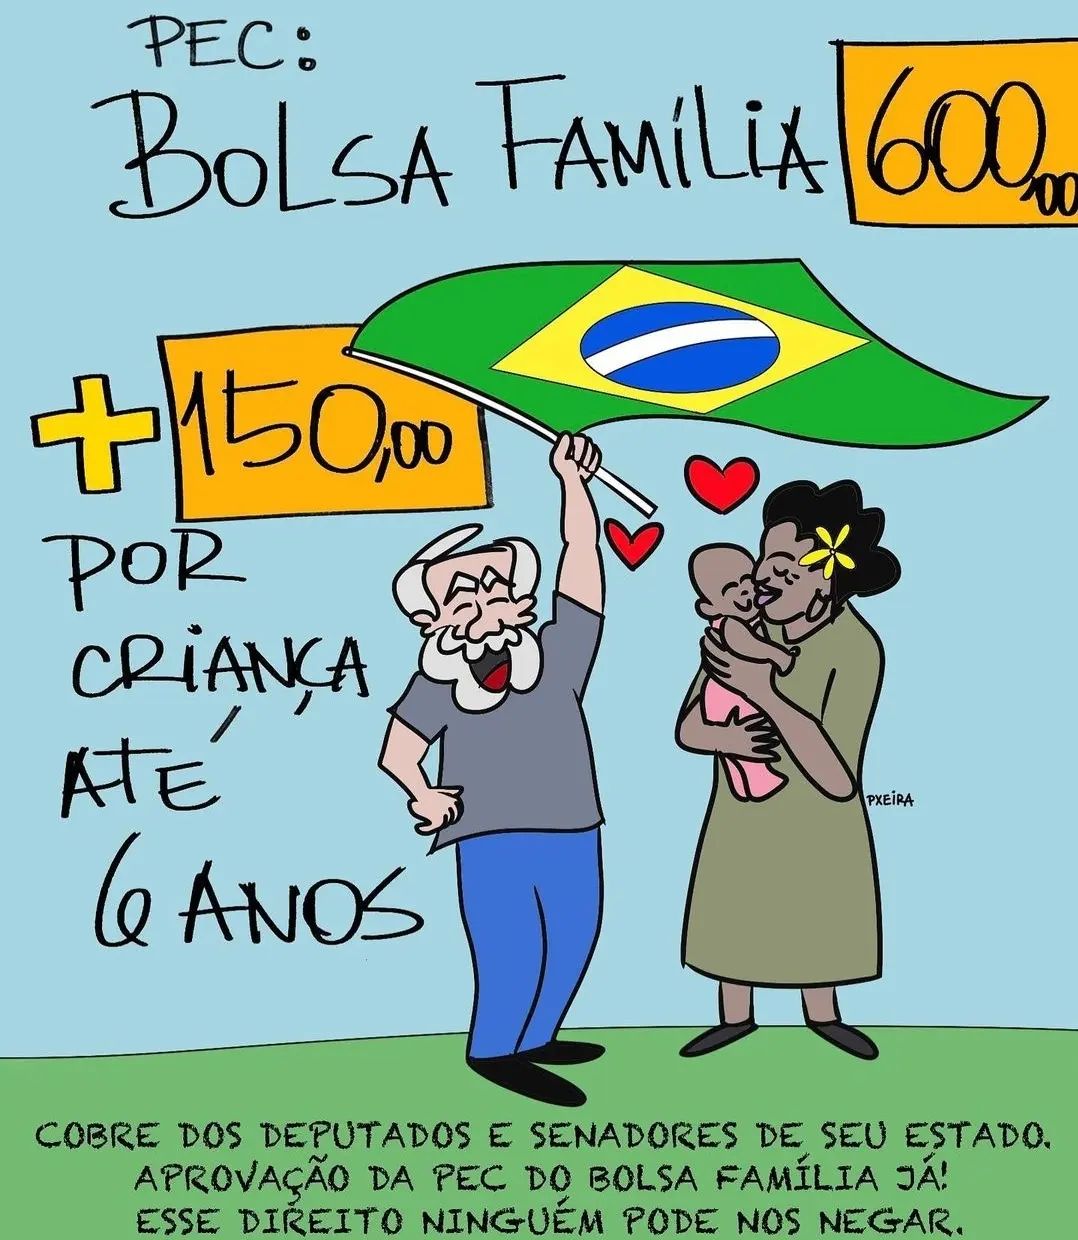 PEC:
BOLSA FAMÍLIA 600,00
+ 150,00
POR
CRIANÇA
ATÉ
6 ANOS
PXEIRA
COBRE DOS DEPUTADOS E SENADORES DE SEU ESTADO.
APROVAÇÃO DA PEC DO BOLSA FAMÍLIA JÁ!
ESSE DIREITO NINGUÉM PODE NOS NEGAR.